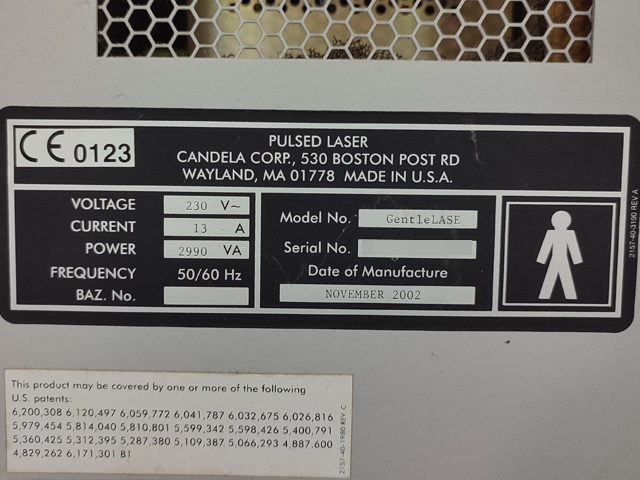 CE 0123
PULSED LASER
CANDELA CORP., 530 BOSTON POST RD
WAYLAND, MA 01778 MADE IN U.S.A.
VOLTAGE 230 V~
CURRENT 13 A
POWER 2990 VA
FREQUENCY 50/60 Hz
BAZ. No.
Model No. GentleLASE
Serial No.
Date of Manufacture
NOVEMBER 2002
2157-40-3190 REV A
This product may be covered by one or more of the following
U.S. patents:
6,200,308 6,120,497 6,059,772 6,041,787 6,032,675 6,026,816
5,979,454 5,814,040 5,810,801 5,599,342 5,598,426 5,400,791
5,360,425 5,312,395 5,287,380 5,109,387 5,066,293 4,887,600
4,829,262 6,171,301 B1
2157-40-1980 REV. C